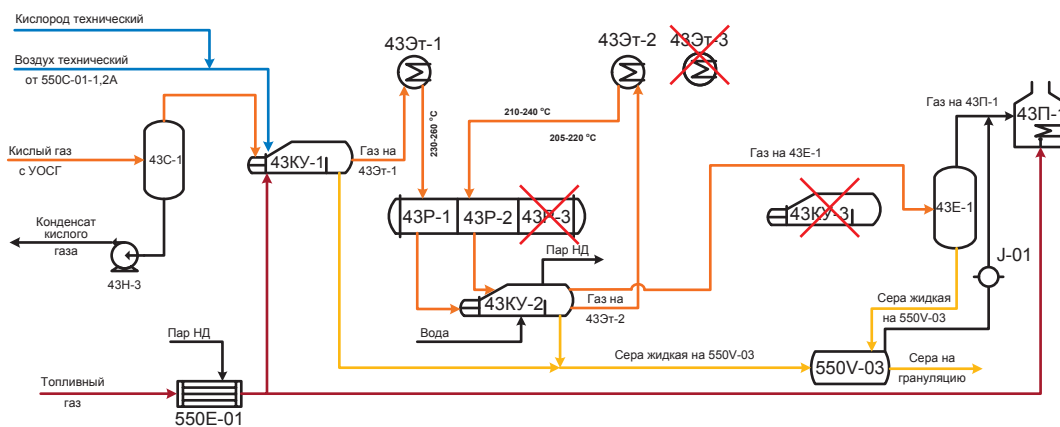 Кислород технический
Воздух технический
от 550С-01-1,2А
43Эт-1
43Эт-2
43Эт-3
Газ на 43П-1
43П-1
210-240 °С
205-220 °С
230-260 °С
Кислый газ
с УОСГ
43С-1
43КУ-1
Газ на
43Эт-1
Газ на 43Е-1
43Р-1
43Р-2
43Р-3
43КУ-3
43Е-1
Конденсат
кислого
газа
43Н-3
Пар НД
43КУ-2
Газ на
43Эт-2
Вода
J-01
Сера жидкая
на 550V-03
Пар НД
Сера жидкая на 550V-03
550V-03
Сера на
грануляцию
Топливный
газ
550Е-01